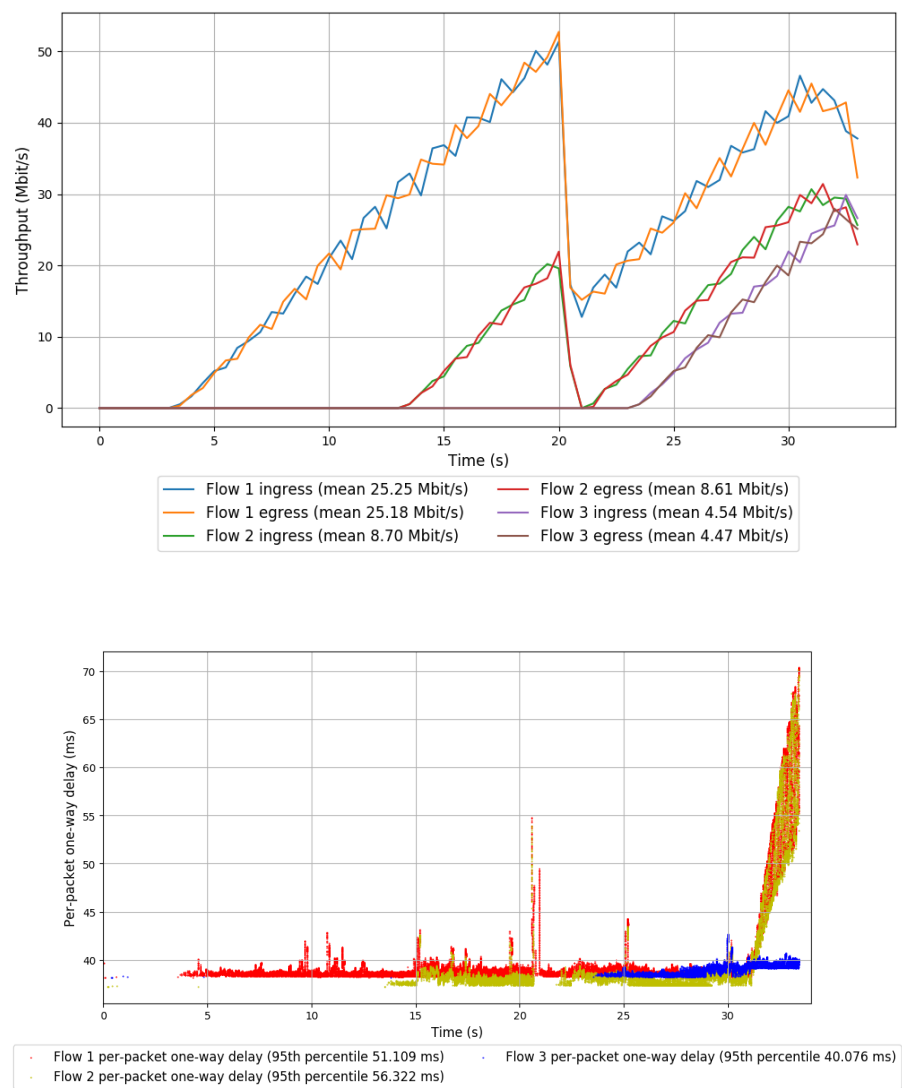 50
40
30
20
10
0
Throughput (Mbit/s)
0 5 10 15 20 25 30
Time (s)
Flow 1 ingress (mean 25.25 Mbit/s)
Flow 1 egress (mean 25.18 Mbit/s)
Flow 2 ingress (mean 8.70 Mbit/s)
Flow 2 egress (mean 8.61 Mbit/s)
Flow 3 ingress (mean 4.54 Mbit/s)
Flow 3 egress (mean 4.47 Mbit/s)
70
65
60
55
50
45
40
Per-packet one-way delay (ms)
0 5 10 15 20 25 30
Time (s)
Flow 1 per-packet one-way delay (95th percentile 51.109 ms)
Flow 2 per-packet one-way delay (95th percentile 56.322 ms)
Flow 3 per-packet one-way delay (95th percentile 40.076 ms)